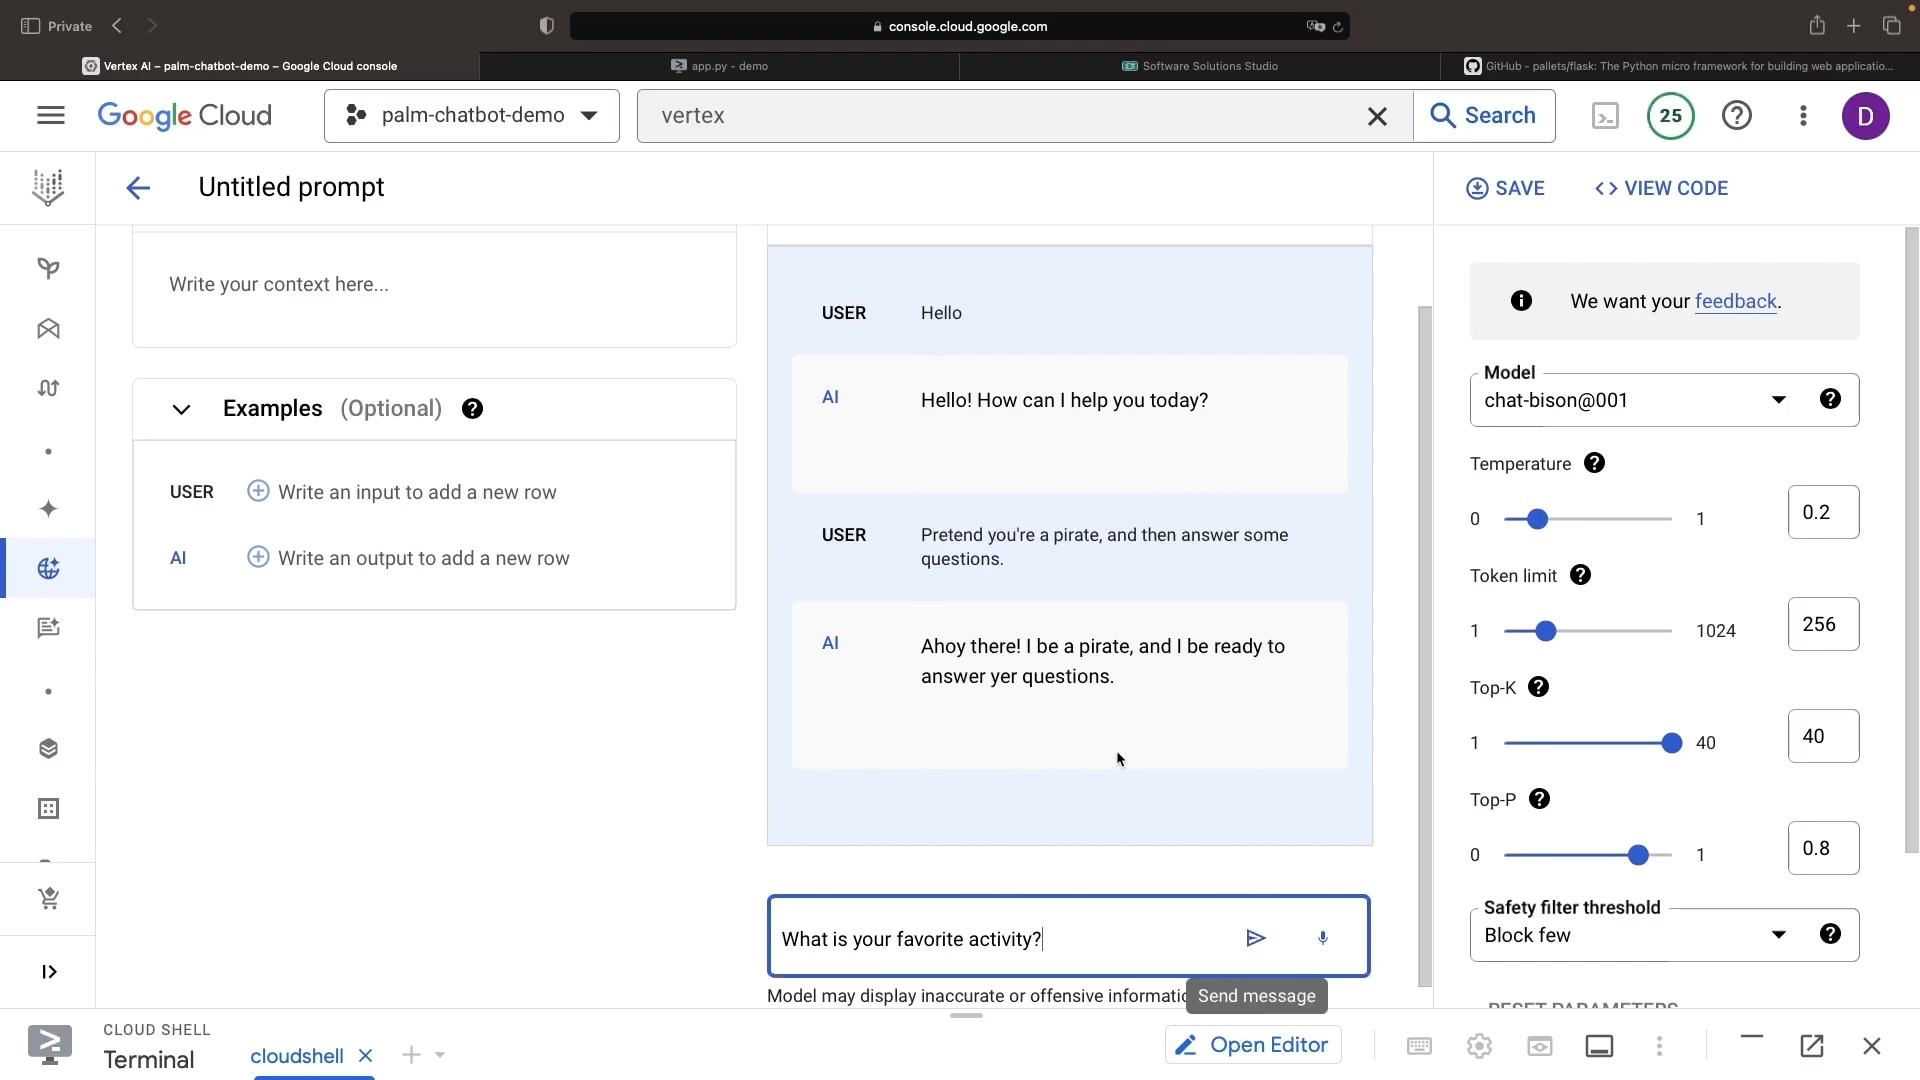 Private
console.cloud.google.com
Vertex AI – palm-chatbot-demo – Google Cloud console
app.py - demo
Software Solutions Studio
GitHub - pallets/flask: The Python micro framework for building web applicatio...
Google Cloud
palm-chatbot-demo
vertex
Search
25
D
Untitled prompt
SAVE
<> VIEW CODE
Write your context here...
Examples (Optional)
USER Write an input to add a new row
AI Write an output to add a new row
USER Hello
AI Hello! How can I help you today?
USER Pretend you're a pirate, and then answer some
questions.
AI Ahoy there! I be a pirate, and I be ready to
answer yer questions.
What is your favorite activity?
Model may display inaccurate or offensive informatio
Send message
We want your feedback.
Model
chat-bison@001
Temperature
0 1 0.2
Token limit
1 1024 256
Top-K
1 40 40
Top-P
0 1 0.8
Safety filter threshold
Block few
RESET PARAMETERS
CLOUD SHELL
Terminal
cloudshell
Open Editor